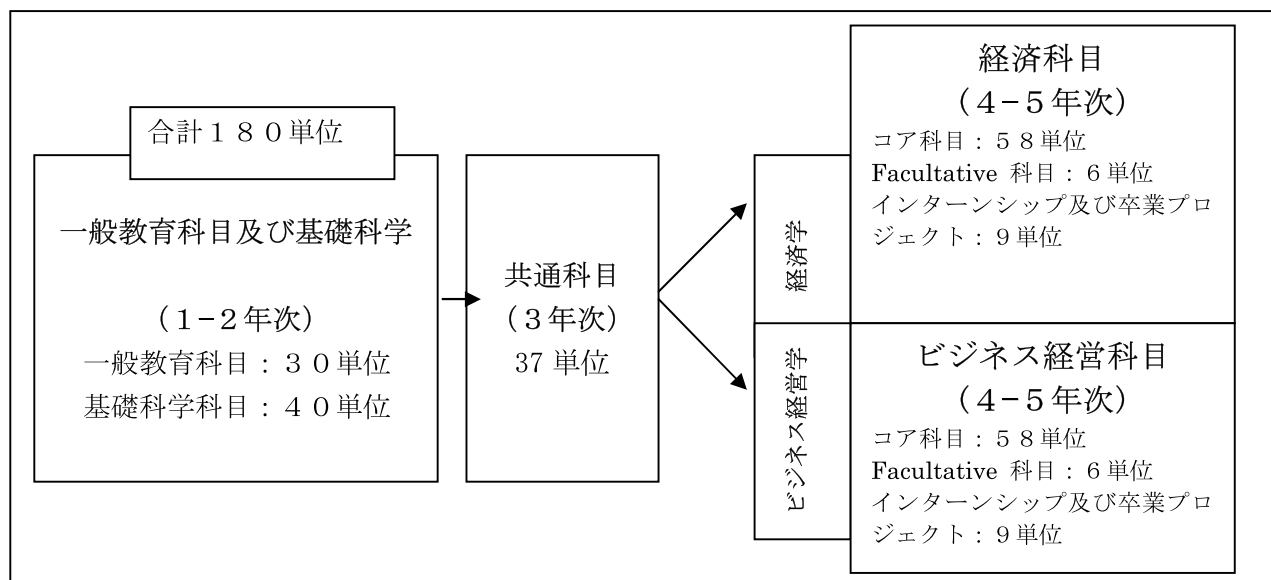 合計１８０単位
一般教育科目及び基礎科学
（１−２年次）
一般教育科目：３０単位
基礎科学科目：４０単位
共通科目
（３年次）
37 単位
経済学
経済科目
（４−５年次）
コア科目：５８単位
Facultative 科目：６単位
インターンシップ及び卒業プロ
ジェクト：９単位
ビジネス経営学
ビジネス経営科目
（４−５年次）
コア科目：５８単位
Facultative 科目：６単位
インターンシップ及び卒業プロ
ジェクト：９単位